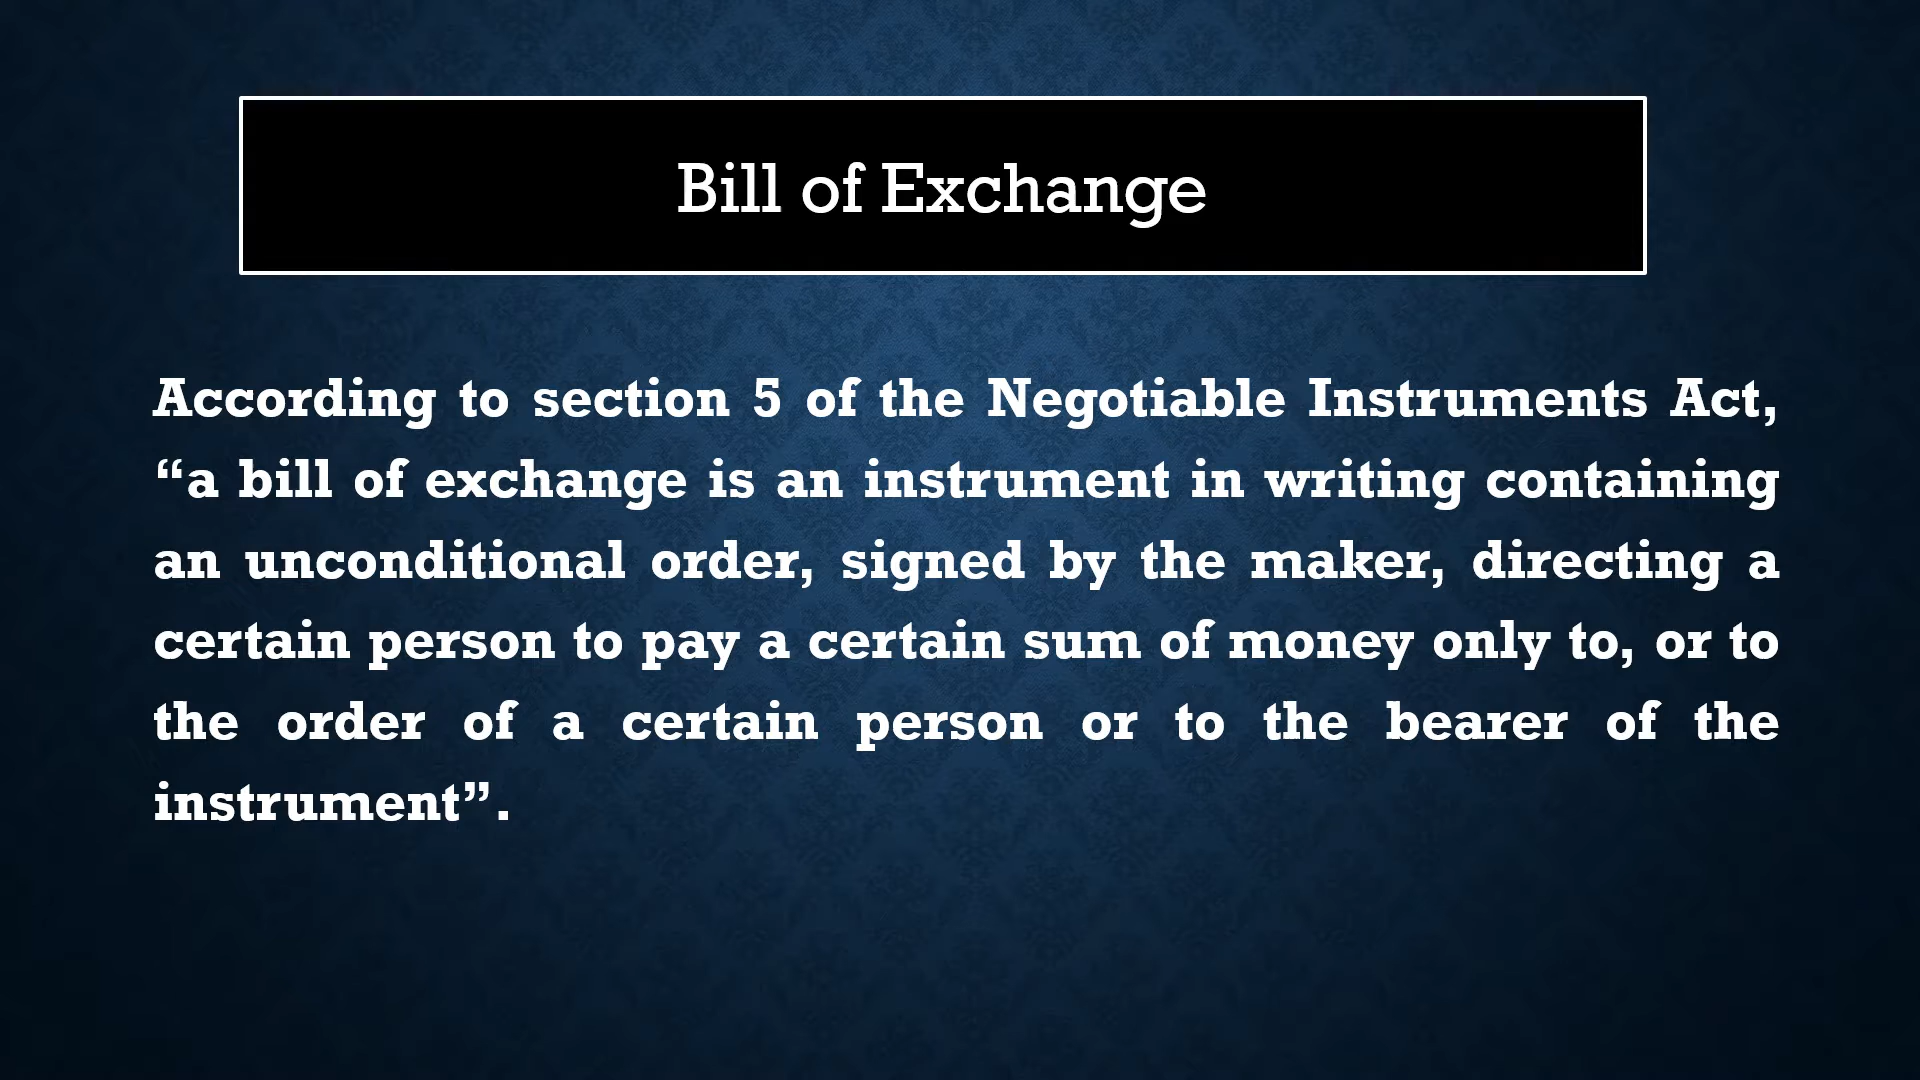 Bill of Exchange
According to section 5 of the Negotiable Instruments Act,
“a bill of exchange is an instrument in writing containing
an unconditional order, signed by the maker, directing a
certain person to pay a certain sum of money only to, or to
the order of a certain person or to the bearer of the
instrument”.